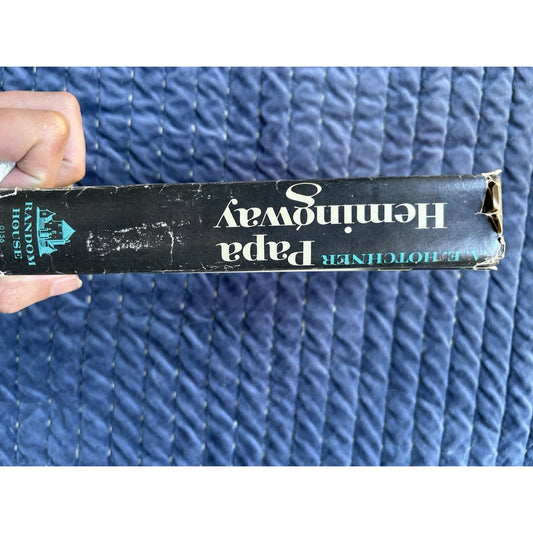 A. E. HOTCHNER
Papa
Hemingway
RANDOM
HOUSE